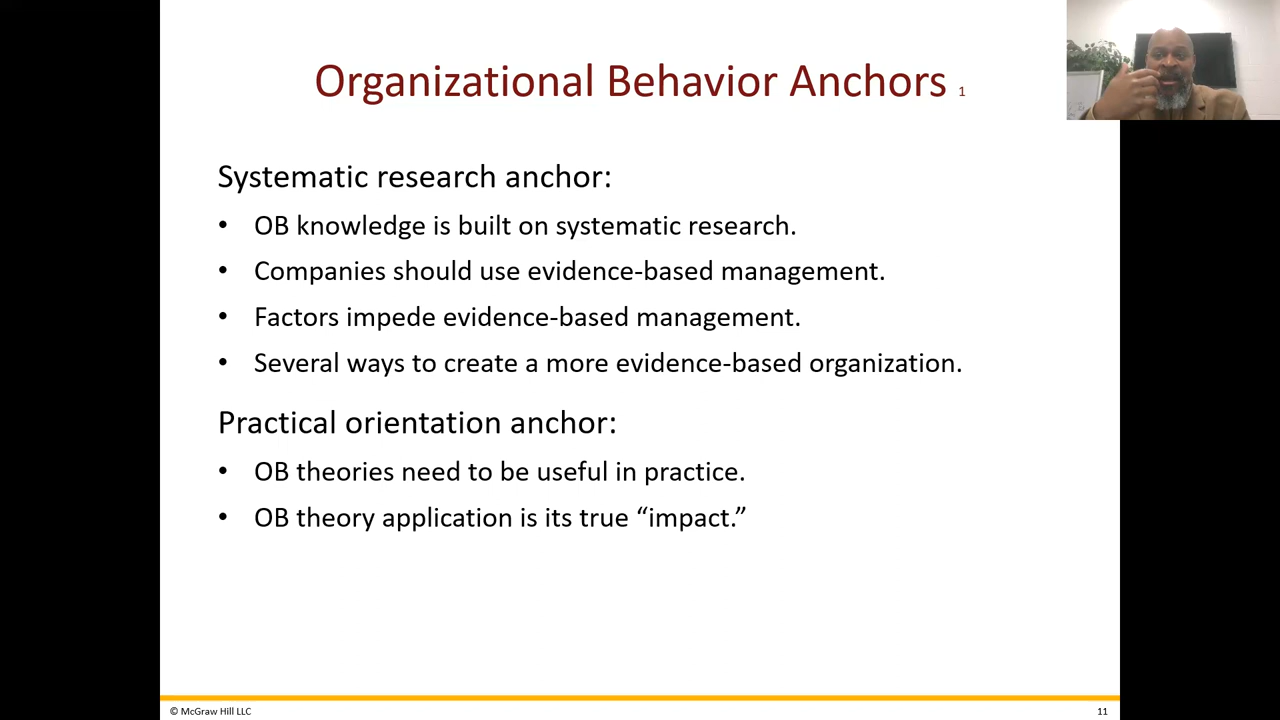 Organizational Behavior Anchors 1
Systematic research anchor:
• OB knowledge is built on systematic research.
• Companies should use evidence-based management.
• Factors impede evidence-based management.
• Several ways to create a more evidence-based organization.
Practical orientation anchor:
• OB theories need to be useful in practice.
• OB theory application is its true “impact.”
© McGraw Hill LLC
11